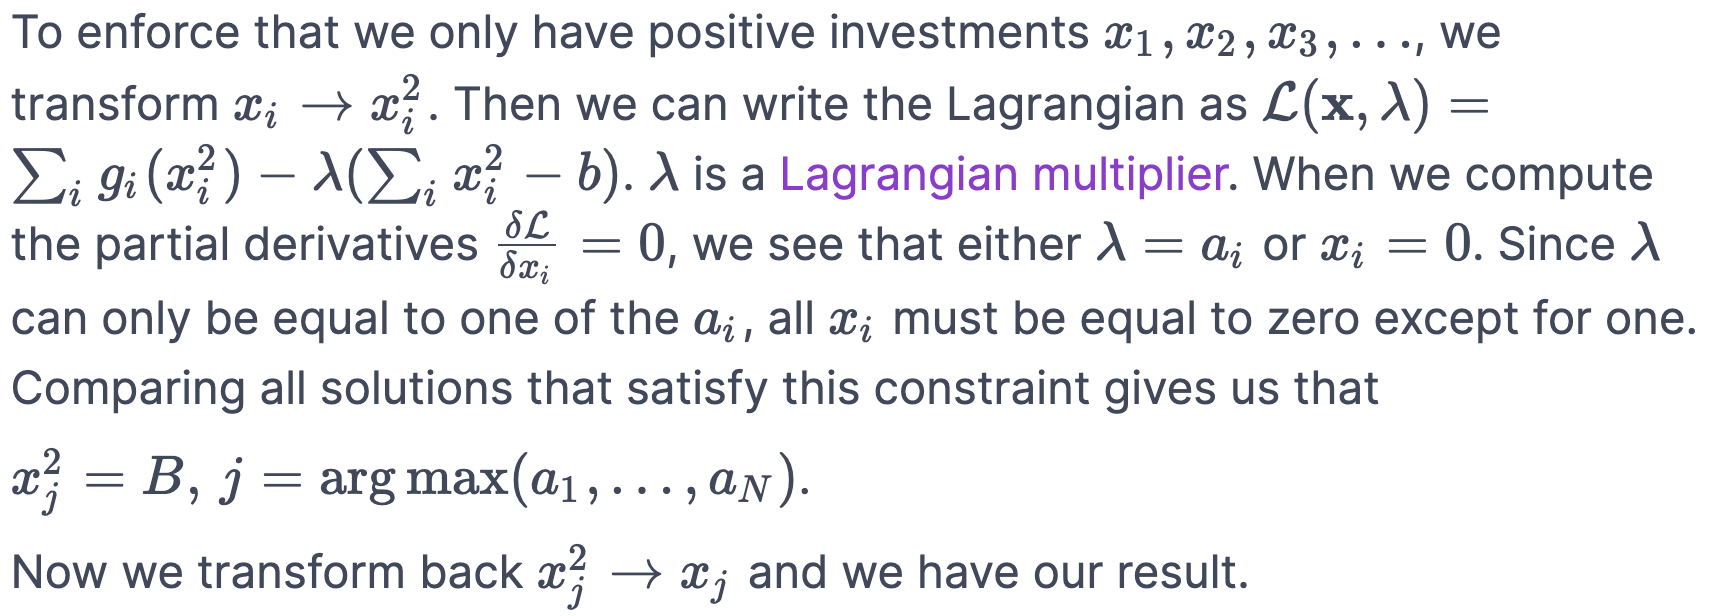 To enforce that we only have positive investments $x_1, x_2, x_3, \ldots$, we
transform $x_i \to x_i^2$. Then we can write the Lagrangian as $\mathcal{L}(\mathbf{x}, \lambda) =$
$\sum_i g_i(x_i^2) - \lambda(\sum_i x_i^2 - b)$. $\lambda$ is a Lagrangian multiplier. When we compute
the partial derivatives $\frac{\delta \mathcal{L}}{\delta x_i} = 0$, we see that either $\lambda = a_i$ or $x_i = 0$. Since $\lambda$
can only be equal to one of the $a_i$, all $x_i$ must be equal to zero except for one.
Comparing all solutions that satisfy this constraint gives us that
$x_j^2 = B, j = \arg\max(a_1, \ldots, a_N)$.
Now we transform back $x_j^2 \to x_j$ and we have our result.